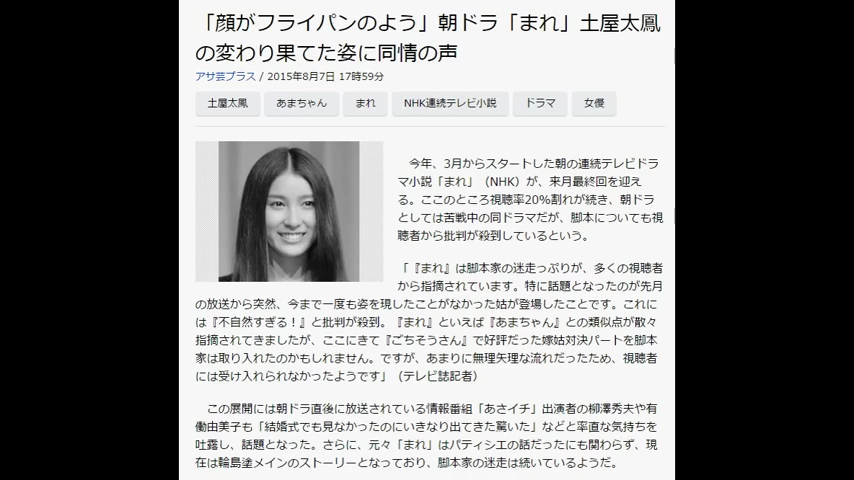 「顔がフライパンのよう」朝ドラ「まれ」土屋太鳳
の変わり果てた姿に同情の声
アサ芸プラス / 2015年8月7日 17時59分
土屋太鳳 あまちゃん まれ NHK連続テレビ小説 ドラマ 女優
今年、3月からスタートした朝の連続テレビドラ
マ小説「まれ」（NHK）が、来月最終回を迎え
る。ここのところ視聴率20%割れが続き、朝ドラ
としては苦戦中の同ドラマだが、脚本についても視
聴者から批判が殺到しているという。
「『まれ』は脚本家の迷走っぷりが、多くの視聴者
から指摘されています。特に話題となったのが先月
の放送から突然、今まで一度も姿を現したことがなかった姑が登場したことです。これに
は『不自然すぎる！』と批判が殺到。『まれ』といえば『あまちゃん』との類似点が散々
指摘されてきましたが、ここにきて『ごちそうさん』で好評だった嫁姑対決パートを脚本
家は取り入れたのかもしれません。ですが、あまりに無理矢理な流れだったため、視聴者
には受け入れられなかったようです」（テレビ誌記者）
この展開には朝ドラ直後に放送されている情報番組「あさイチ」出演者の柳澤秀夫や有
働由美子も「結婚式でも見なかったのにいきなり出てきた驚いた」などと率直な気持ちを
吐露し、話題となった。さらに、元々「まれ」はパティシエの話だったにも関わらず、現
在は輪島塗メインのストーリーとなっており、脚本家の迷走は続いているようだ。